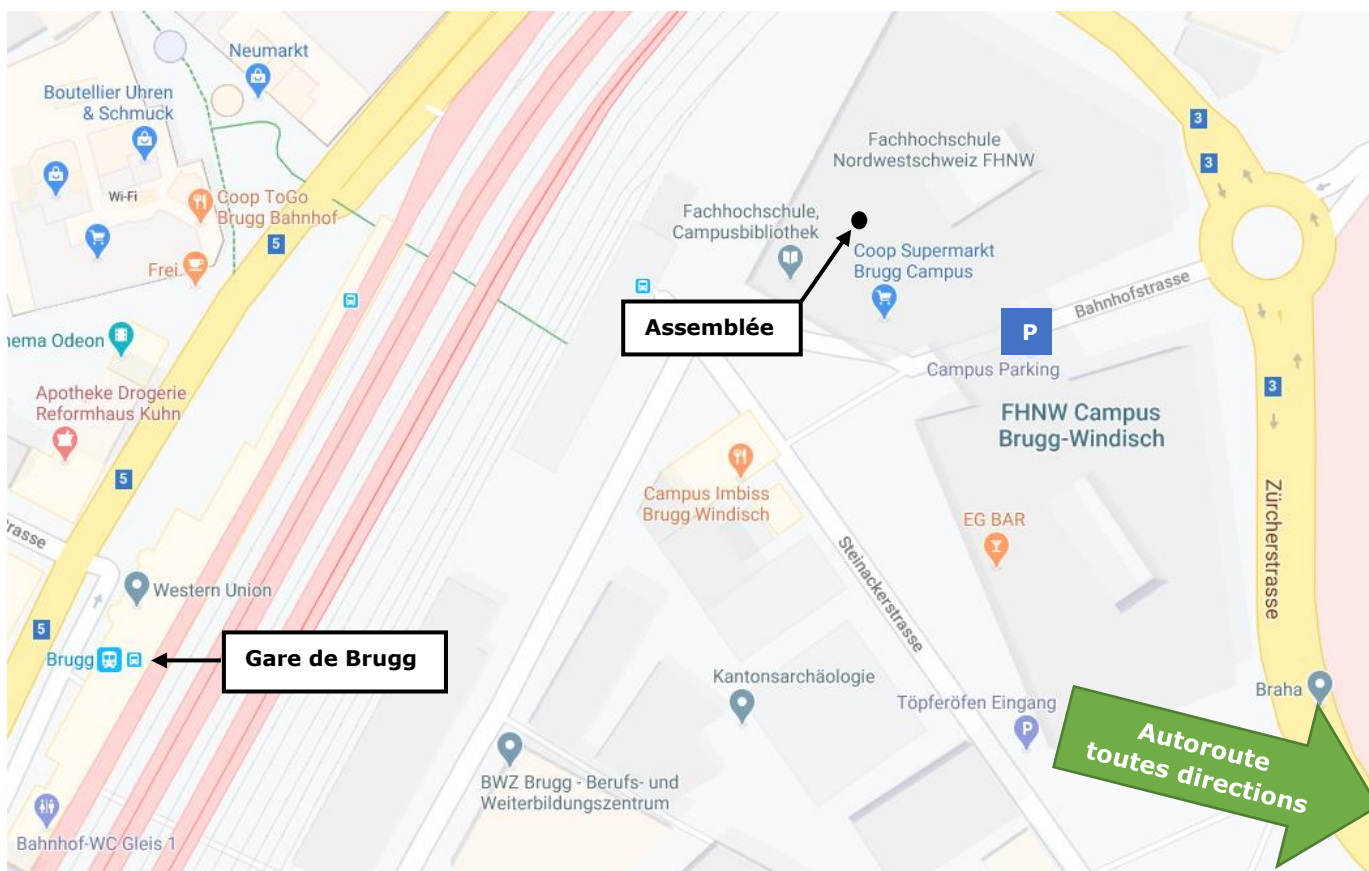 Neumarkt
Boutellier Uhren
& Schmuck
Wi-Fi
Coop ToGo
Brugg Bahnhof
5
Frei
nema Odeon
Apotheke Drogerie
Reformhaus Kuhn
5
rasse
Western Union
5
Brugg
Gare de Brugg
Bahnhof-WC Gleis 1
3
3
Fachhochschule
Nordwestschweiz FHNW
Fachhochschule,
Campusbibliothek
Coop Supermarkt
Brugg Campus
Assemblée
Bahnhofstrasse
P
Campus Parking
3
FHNW Campus
Brugg-Windisch
Campus Imbiss
Brugg Windisch
EG BAR
Zürcherstrasse
Steinackerstrasse
Kantonsarchäologie
Töpferöfen Eingang
P
Braha
BWZ Brugg - Berufs- und
Weiterbildungszentrum
Autoroute
toutes directions